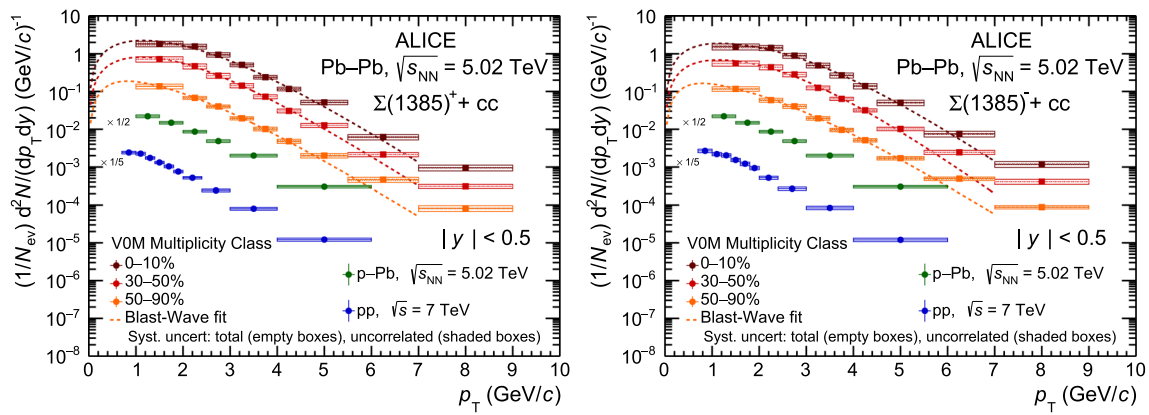 (1/N_ev) d²N/(dp_T dy) (GeV/c)⁻¹
10
1
10⁻¹
10⁻²
10⁻³
10⁻⁴
10⁻⁵
10⁻⁶
10⁻⁷
10⁻⁸
ALICE
Pb–Pb, √s_NN = 5.02 TeV
Σ(1385)⁺ + cc
× 1/2
× 1/5
| y | < 0.5
V0M Multiplicity Class
0–10%
30–50%
50–90%
Blast-Wave fit
p–Pb, √s_NN = 5.02 TeV
pp, √s = 7 TeV
Syst. uncert: total (empty boxes), uncorrelated (shaded boxes)
0 1 2 3 4 5 6 7 8 9 10
p_T (GeV/c)
(1/N_ev) d²N/(dp_T dy) (GeV/c)⁻¹
10
1
10⁻¹
10⁻²
10⁻³
10⁻⁴
10⁻⁵
10⁻⁶
10⁻⁷
10⁻⁸
ALICE
Pb–Pb, √s_NN = 5.02 TeV
Σ(1385)⁻ + cc
× 1/2
× 1/5
| y | < 0.5
V0M Multiplicity Class
0–10%
30–50%
50–90%
Blast-Wave fit
p–Pb, √s_NN = 5.02 TeV
pp, √s = 7 TeV
Syst. uncert: total (empty boxes), uncorrelated (shaded boxes)
0 1 2 3 4 5 6 7 8 9 10
p_T (GeV/c)